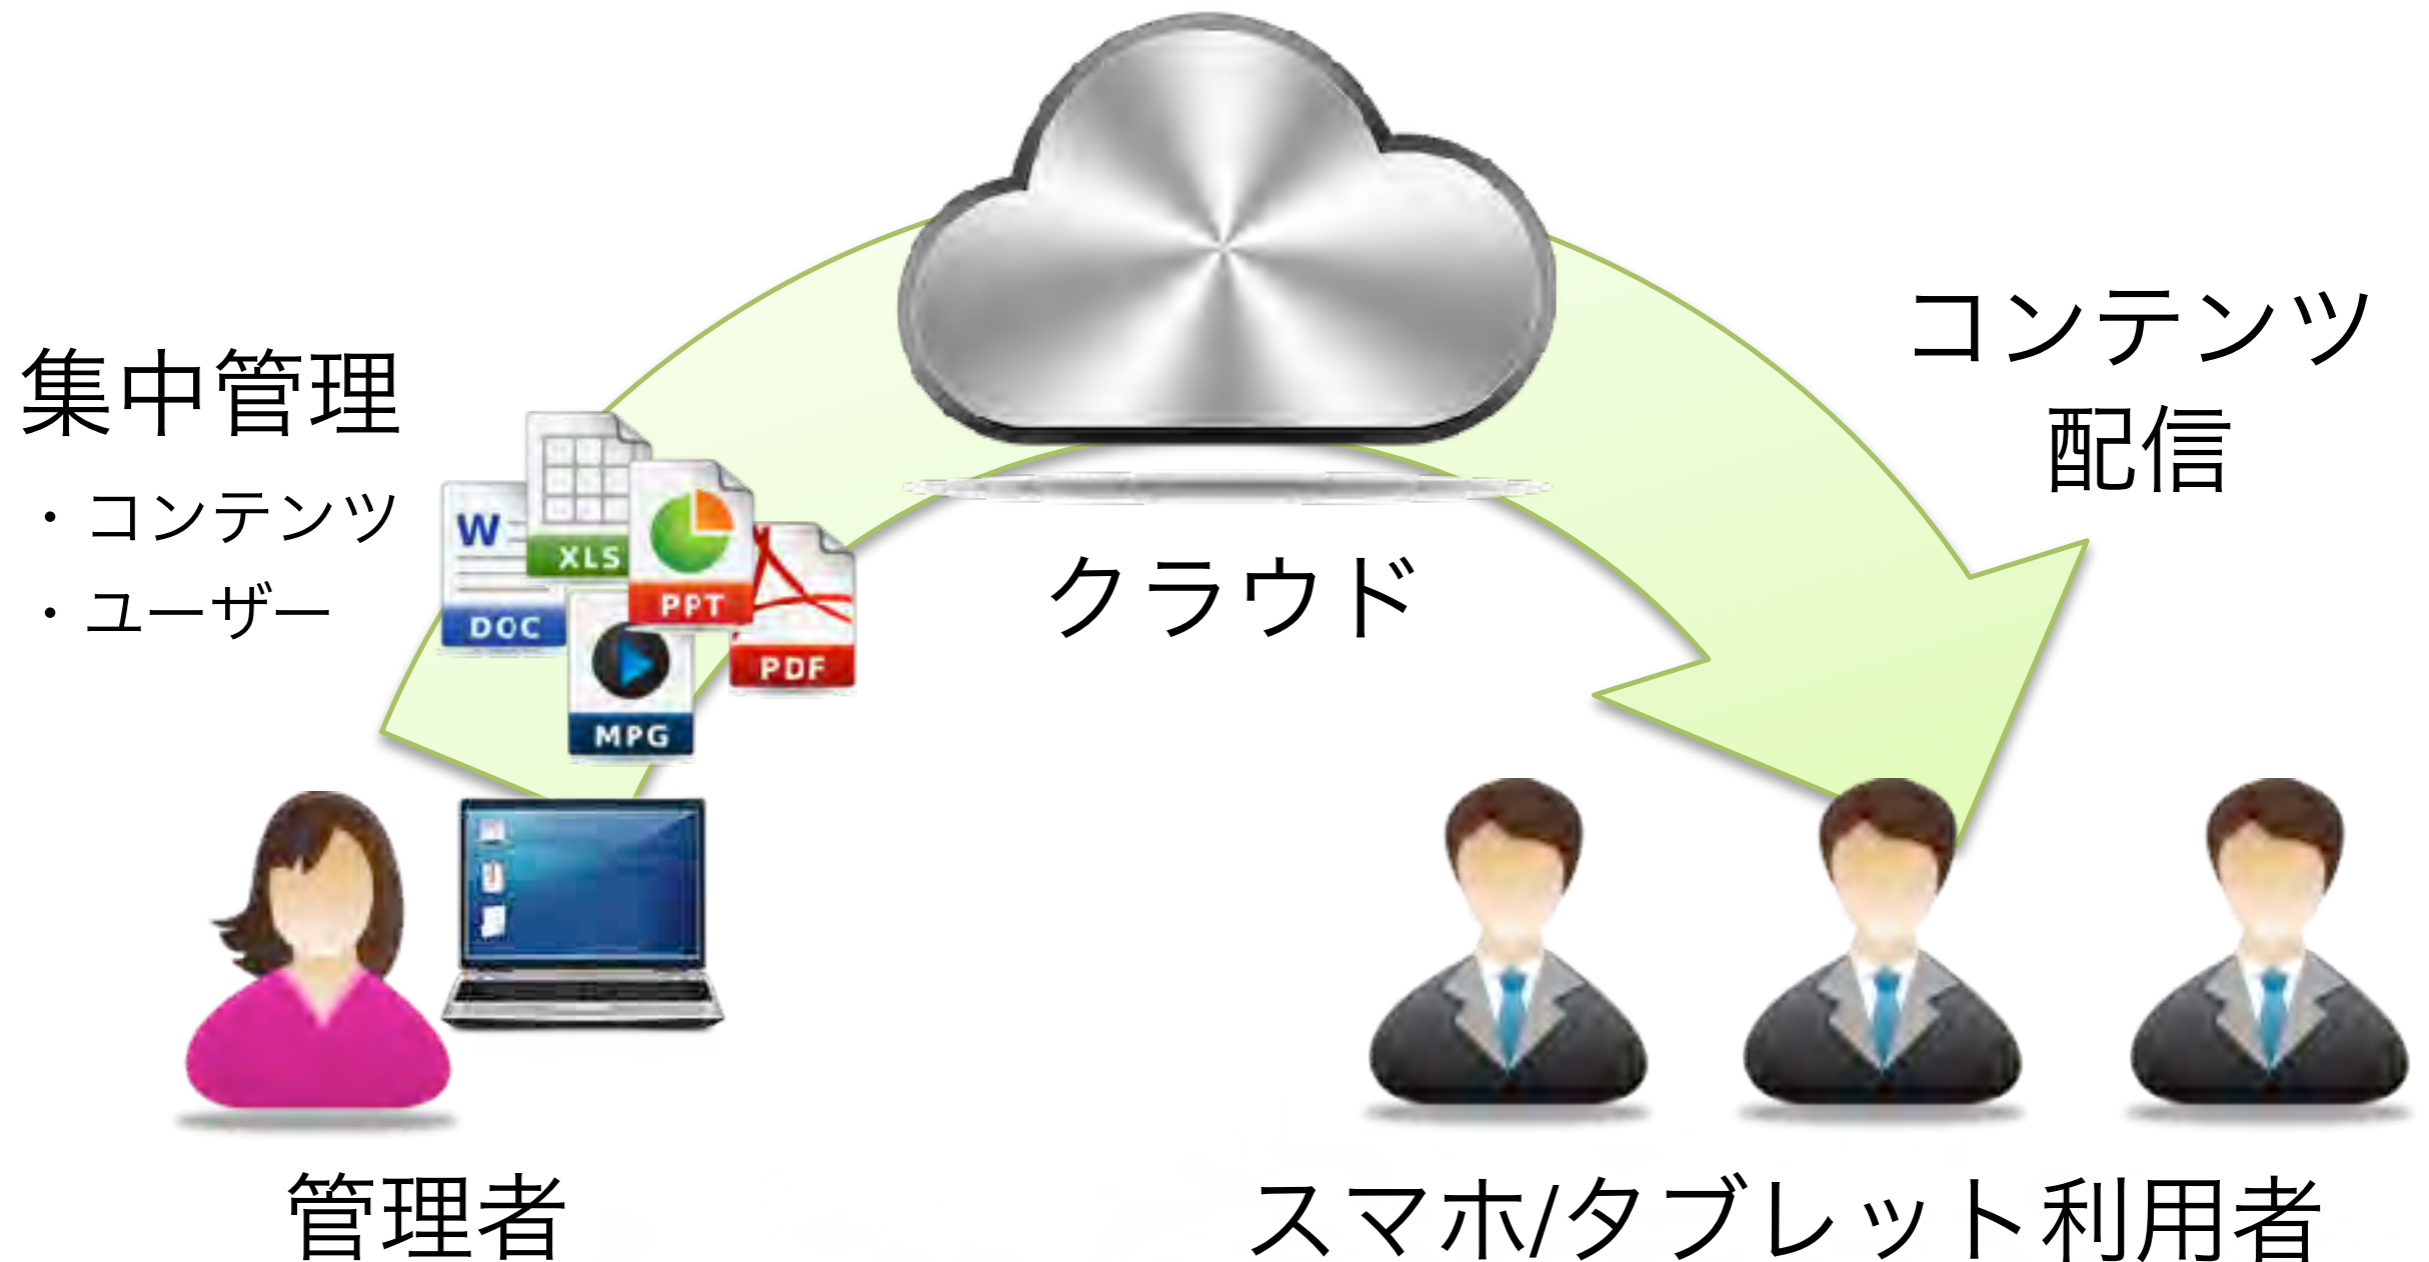 集中管理
・コンテンツ
・ユーザー
W
DOC
XLS
PPT
MPG
PDF
クラウド
コンテンツ
配信
管理者
スマホ/タブレット利用者